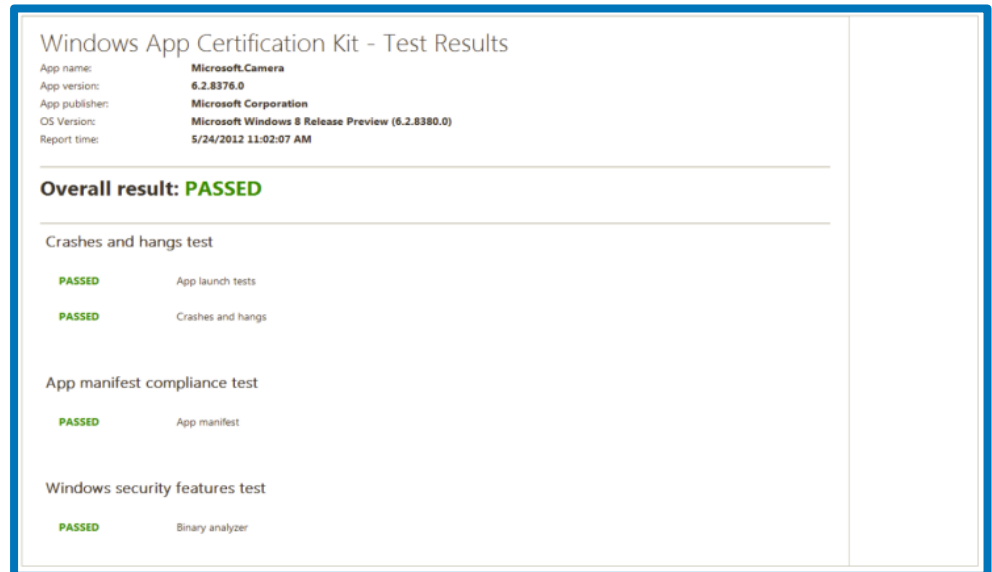 Windows App Certification Kit - Test Results
App name: Microsoft.Camera
App version: 6.2.8376.0
App publisher: Microsoft Corporation
OS Version: Microsoft Windows 8 Release Preview (6.2.8380.0)
Report time: 5/24/2012 11:02:07 AM
Overall result: PASSED
Crashes and hangs test
PASSED App launch tests
PASSED Crashes and hangs
App manifest compliance test
PASSED App manifest
Windows security features test
PASSED Binary analyzer